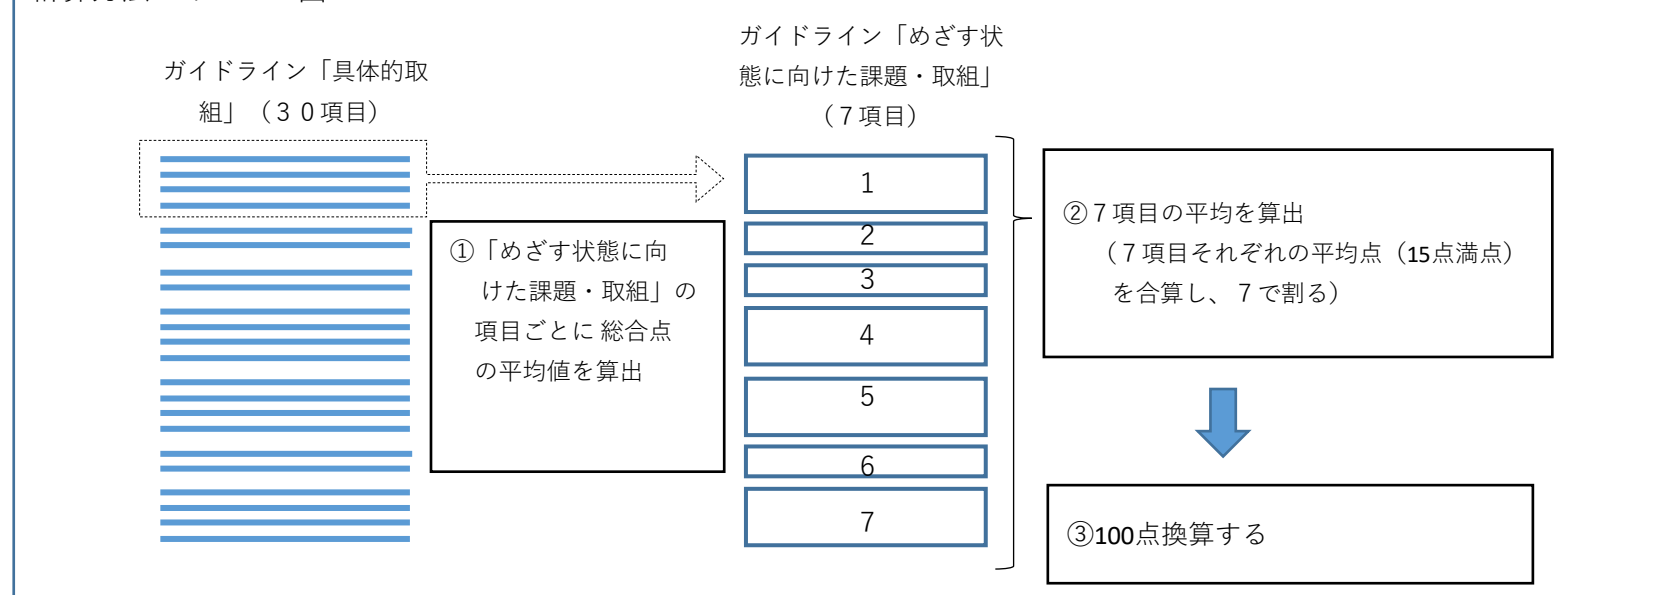 ガイドライン「具体的取
組」（３０項目）
ガイドライン「めざす状
態に向けた課題・取組」
（７項目）
①「めざす状態に向
けた課題・取組」の
項目ごとに 総合点
の平均値を算出
1
2
3
4
5
6
7
②７項目の平均を算出
（７項目それぞれの平均点（15点満点）
を合算し、７で割る）
③100点換算する